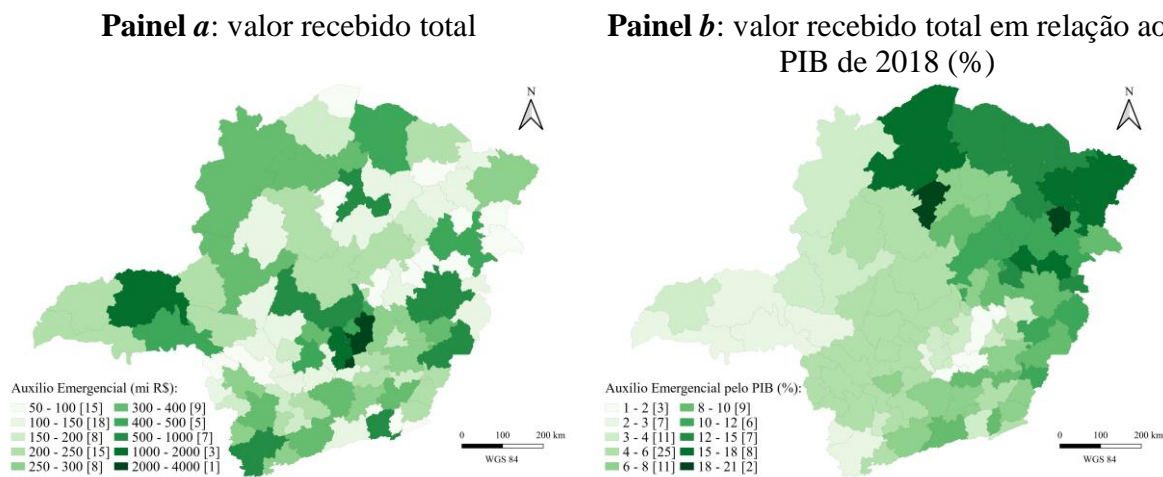 Painel a: valor recebido total
Painel b: valor recebido total em relação ao
PIB de 2018 (%)
N
N
Auxílio Emergencial (mi R$):
50 - 100 [15] 300 - 400 [9]
100 - 150 [18] 400 - 500 [5]
150 - 200 [8] 500 - 1000 [7]
200 - 250 [15] 1000 - 2000 [3]
250 - 300 [8] 2000 - 4000 [1]
0 100 200 km
WGS 84
Auxílio Emergencial pelo PIB (%):
1 - 2 [3] 8 - 10 [9]
2 - 3 [7] 10 - 12 [6]
3 - 4 [11] 12 - 15 [7]
4 - 6 [25] 15 - 18 [8]
6 - 8 [11] 18 - 21 [2]
0 100 200 km
WGS 84